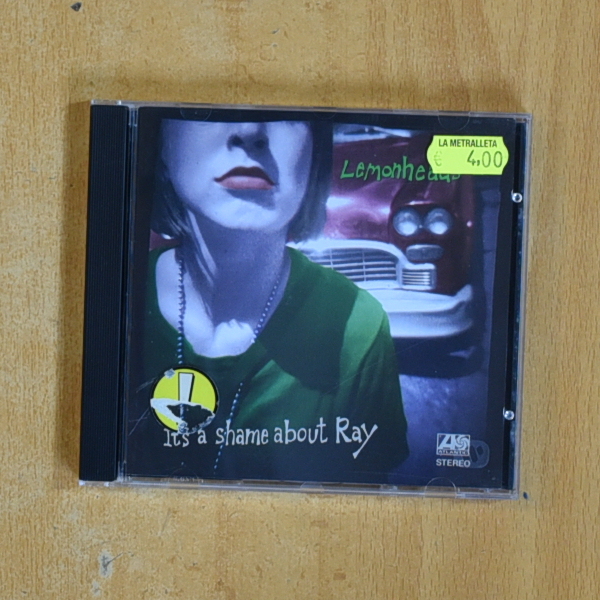 LA METRALLETA
€ 4,00
Lemonheads
It's a shame about Ray
ATLANTIC
STEREO